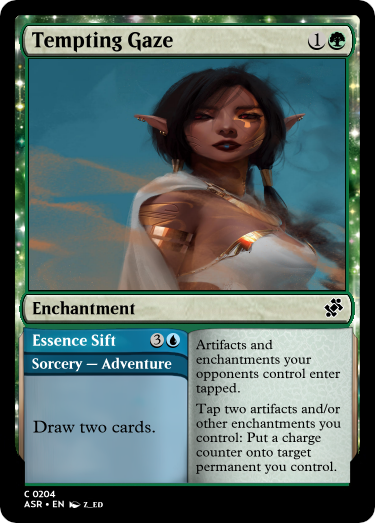 Tempting Gaze 1
Enchantment
Essence Sift 3
Sorcery — Adventure
Draw two cards.
Artifacts and
enchantments your
opponents control enter
tapped.
Tap two artifacts and/or
other enchantments you
control: Put a charge
counter onto target
permanent you control.
C 0204
ASR • EN Z_ED